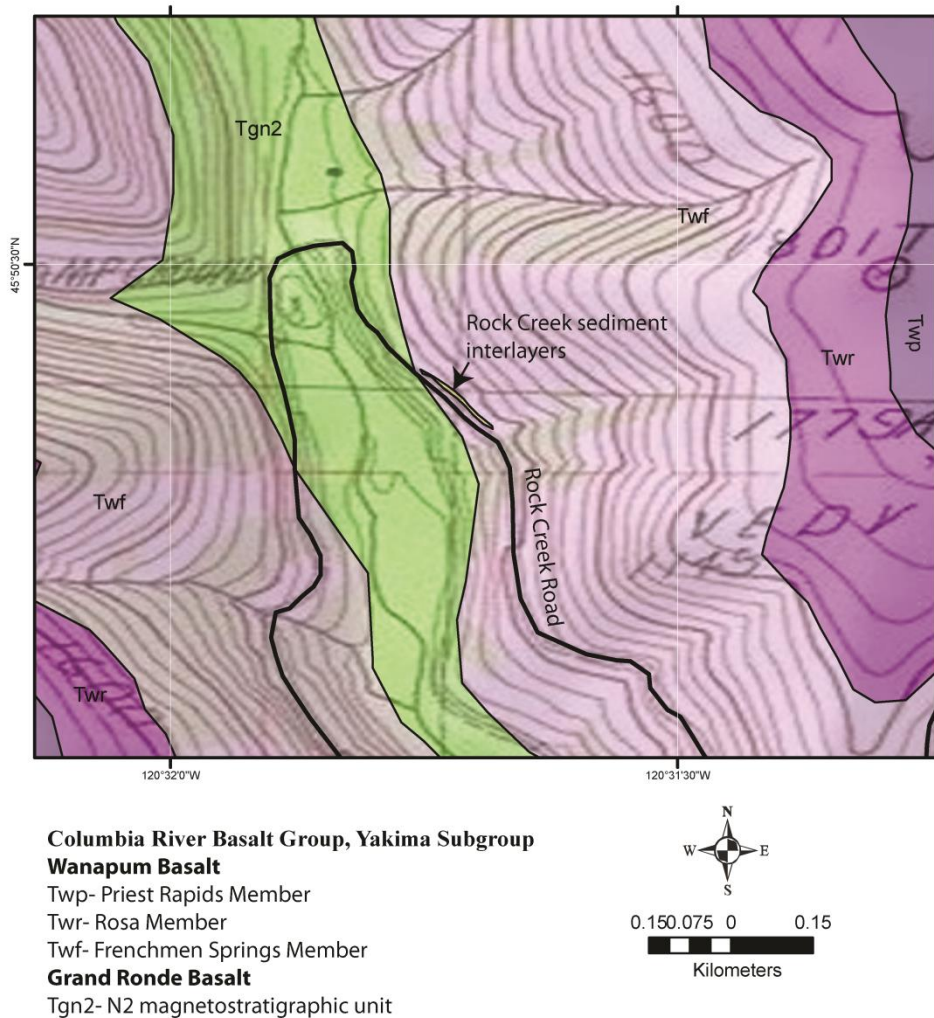 Tgn2
Twf
45°50'30"N
Rock Creek sediment
interlayers
Twr
Twp
Twf
Rock Creek Road
Twr
120°32'0"W
120°31'30"W
Columbia River Basalt Group, Yakima Subgroup
Wanapum Basalt
Twp- Priest Rapids Member
Twr- Rosa Member
Twf- Frenchmen Springs Member
Grand Ronde Basalt
Tgn2- N2 magnetostratigraphic unit
N
W E
S
0.15 0.075 0 0.15
Kilometers